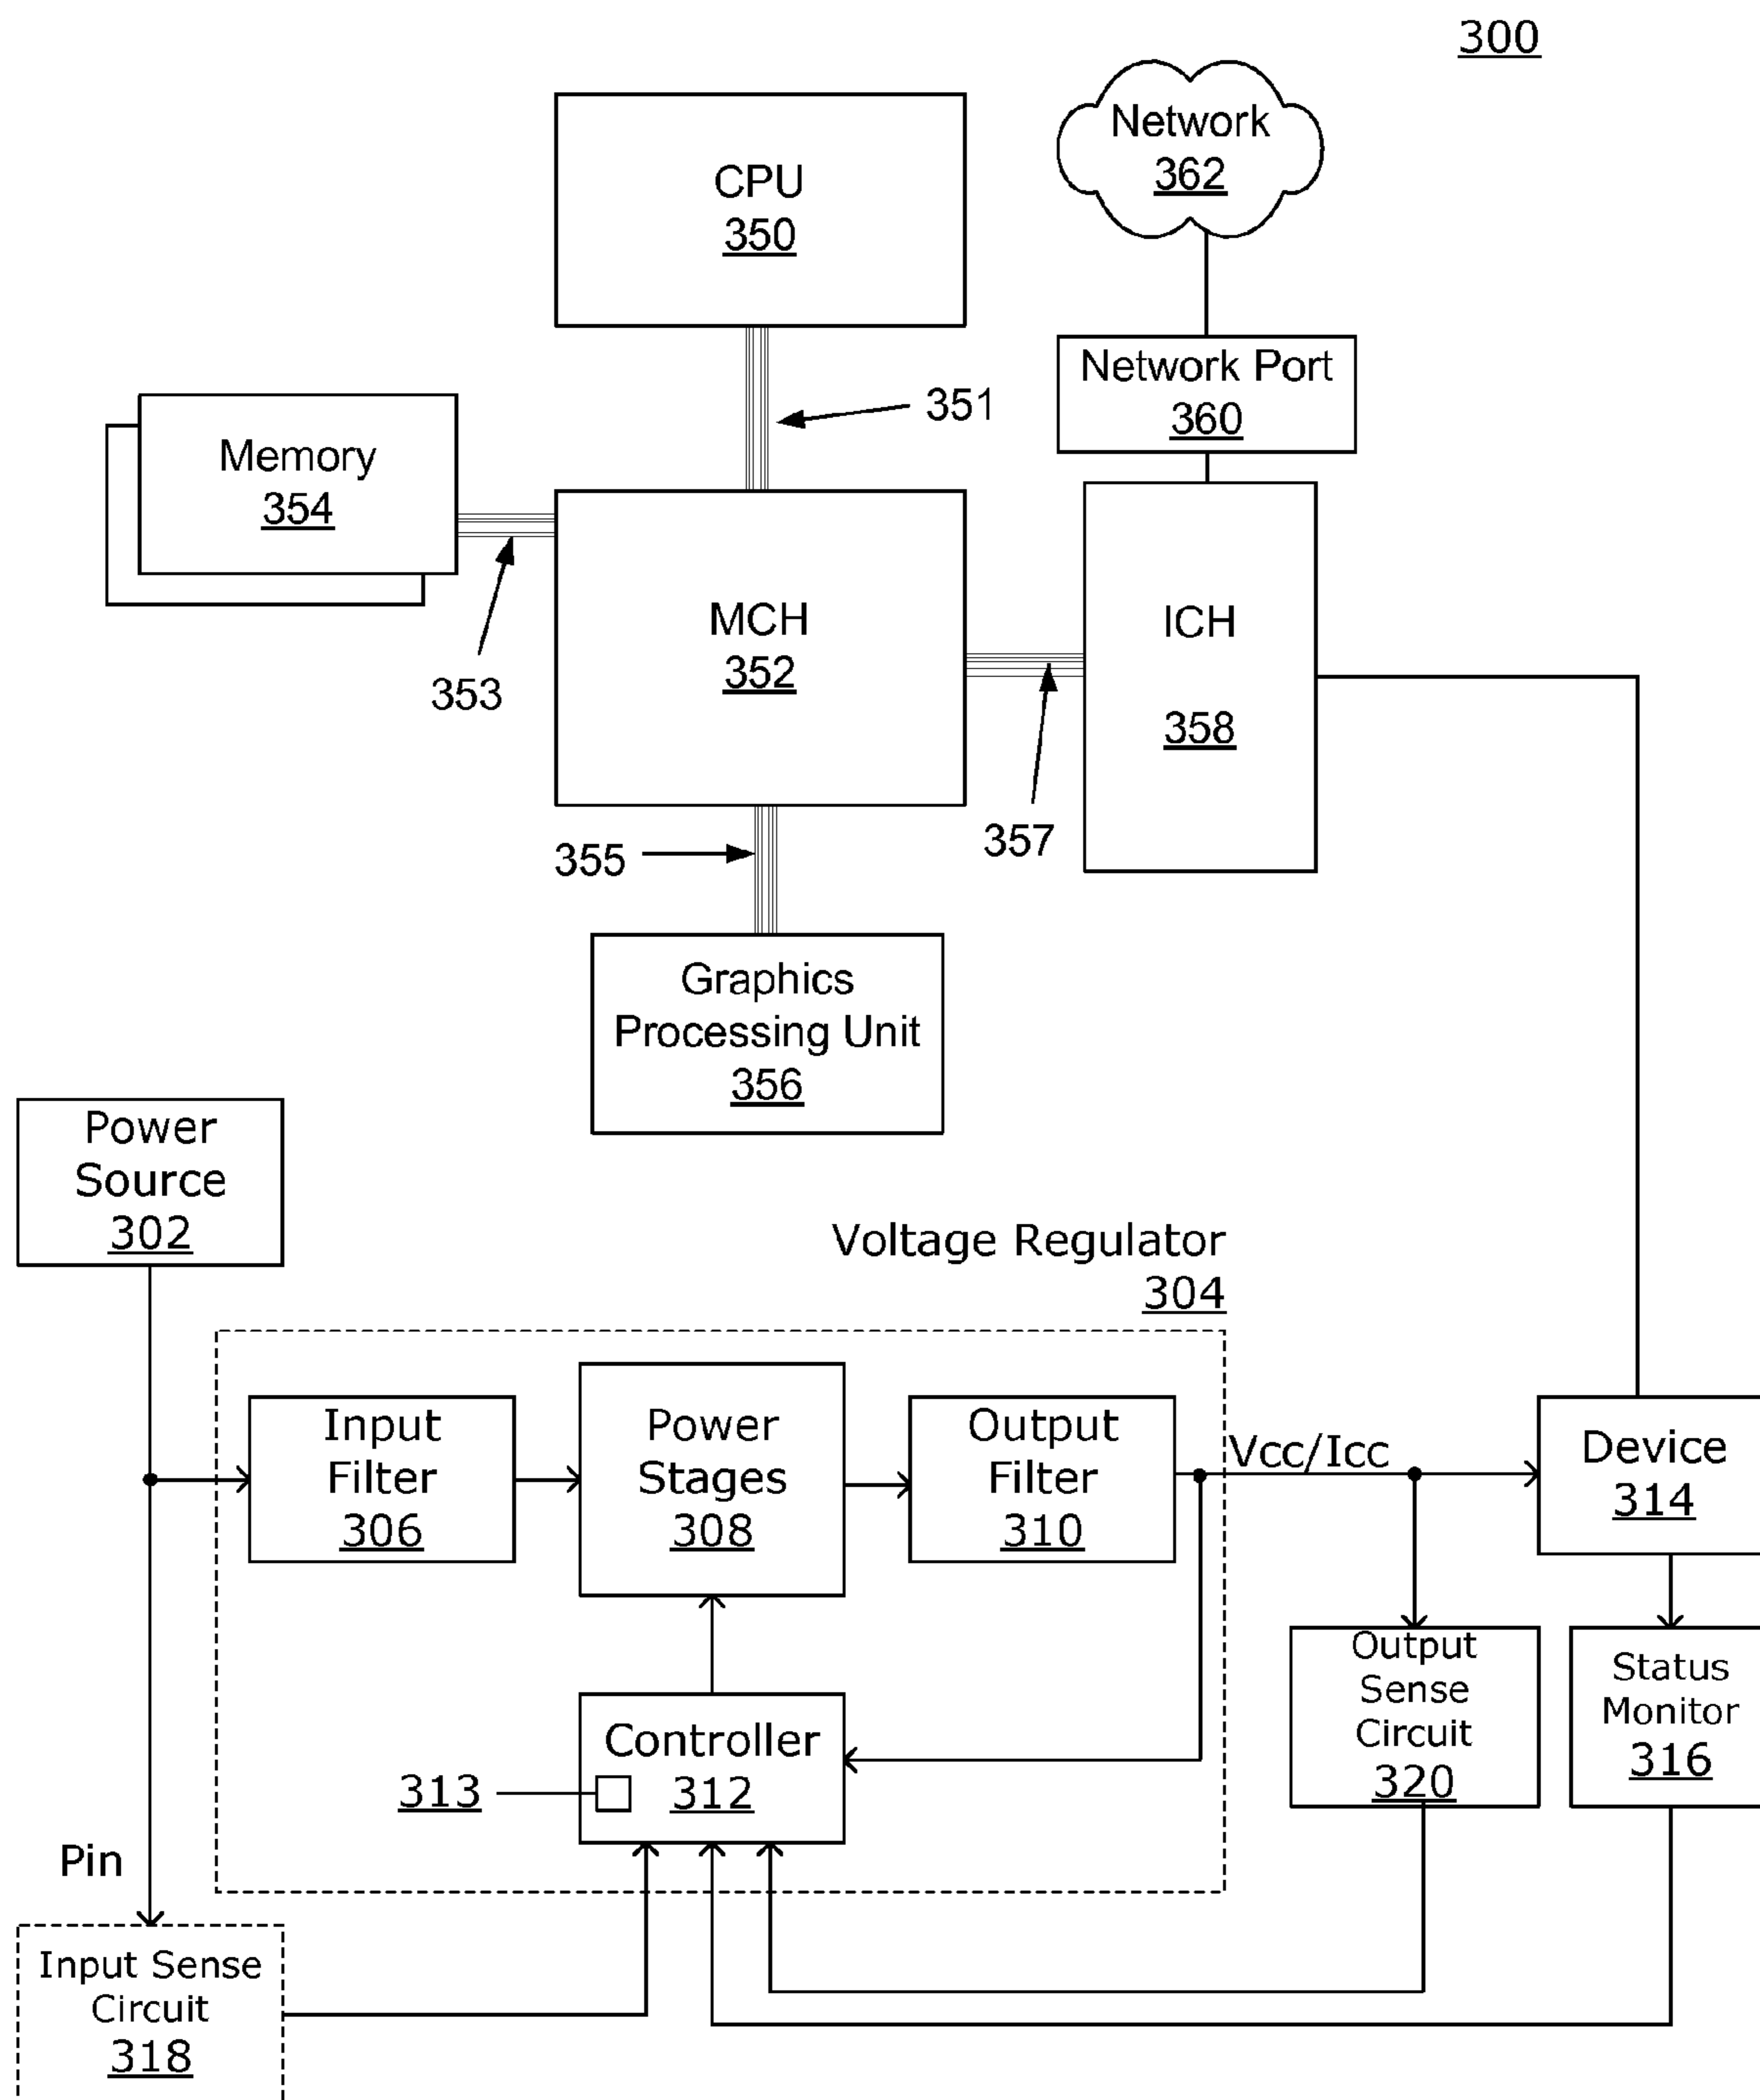 300
Network
362
CPU
350
Network Port
360
351
Memory
354
MCH
352
ICH
358
353
357
355
Graphics
Processing Unit
356
Power
Source
302
Voltage Regulator
304
Input
Filter
306
Power
Stages
308
Output
Filter
310
Vcc/Icc
Device
314
Output
Sense
Circuit
320
Status
Monitor
316
Controller
312
313
Pin
Input Sense
Circuit
318